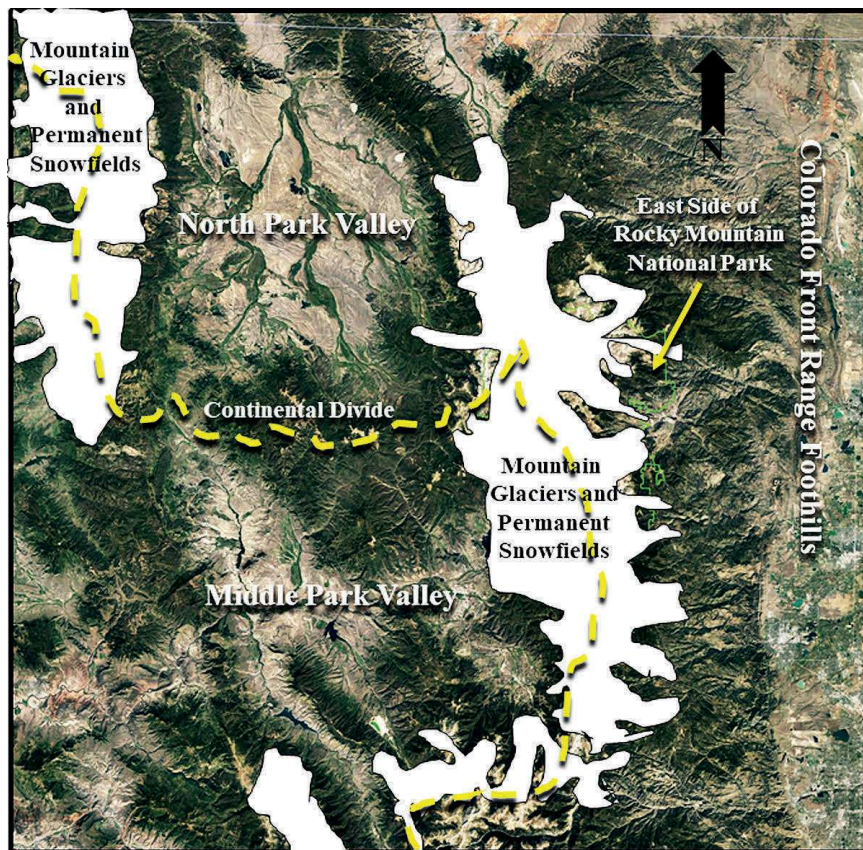 Mountain
Glaciers
and
Permanent
Snowfields
North Park Valley
N
East Side of
Rocky Mountain
National Park
Colorado Front Range Foothills
Continental Divide
Mountain
Glaciers and
Permanent
Snowfields
Middle Park Valley